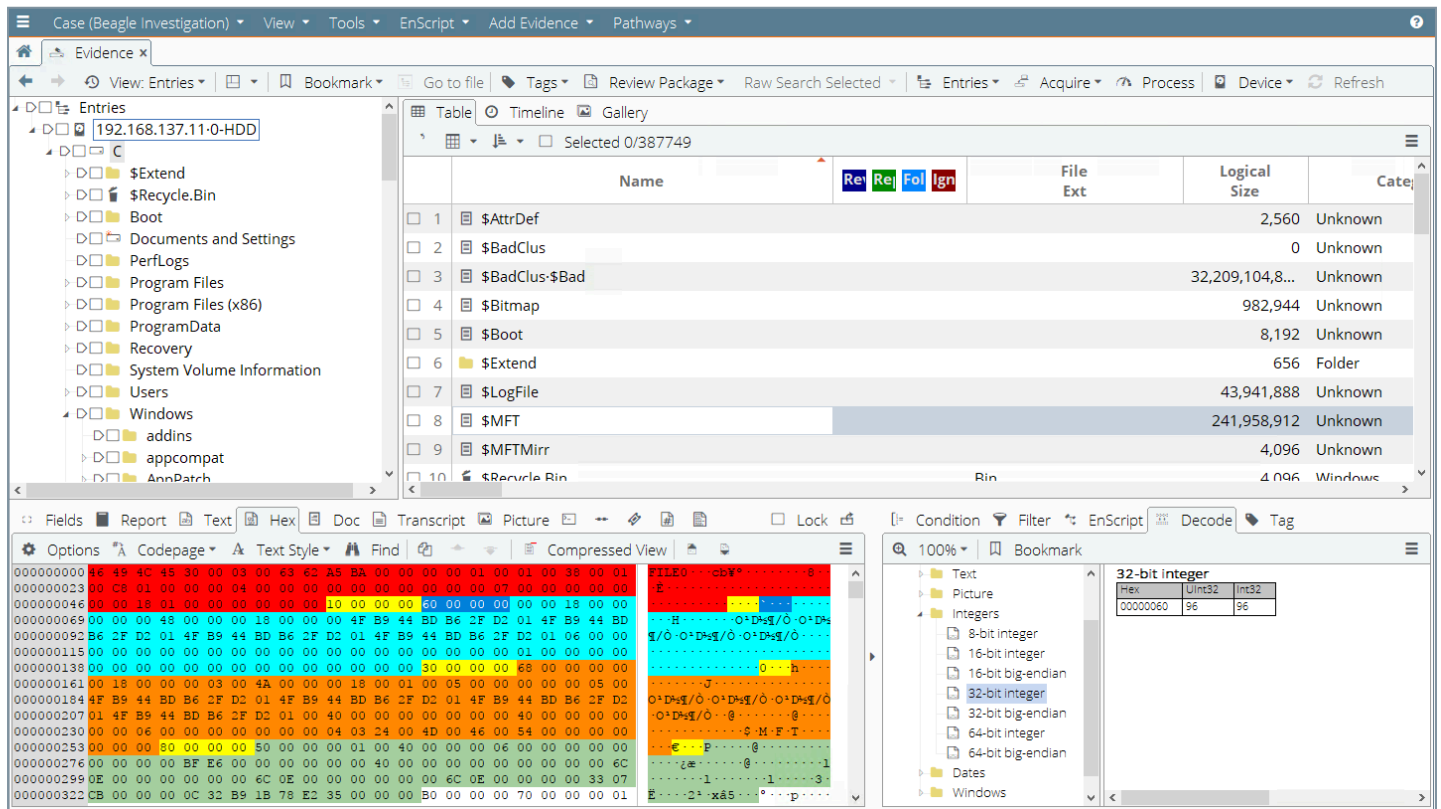 Case (Beagle Investigation) View Tools EnScript Add Evidence Pathways ?
Evidence x
View: Entries Bookmark Go to file Tags Review Package Raw Search Selected Entries Acquire Process Device Refresh
Entries
192.168.137.11·0-HDD
C
$Extend
$Recycle.Bin
Boot
Documents and Settings
PerfLogs
Program Files
Program Files (x86)
ProgramData
Recovery
System Volume Information
Users
Windows
addins
appcompat
AppPatch
Table Timeline Gallery
Selected 0/387749
Name Rev Rep Fol Ign File Ext Logical Size Categ
1 $AttrDef 2,560 Unknown
2 $BadClus 0 Unknown
3 $BadClus·$Bad 32,209,104,8... Unknown
4 $Bitmap 982,944 Unknown
5 $Boot 8,192 Unknown
6 $Extend 656 Folder
7 $LogFile 43,941,888 Unknown
8 $MFT 241,958,912 Unknown
9 $MFTMirr 4,096 Unknown
10 $Recycle.Bin Bin 4,096 Windows
Fields Report Text Hex Doc Transcript Picture Lock
Options Codepage Text Style Find Compressed View
000000000 46 49 4C 45 30 00 03 00 63 62 A5 BA 00 00 00 00 01 00 01 00 38 00 01 FILE0···cb¥º········8··
000000023 00 C8 01 00 00 00 04 00 00 00 00 00 00 00 00 00 00 07 00 00 00 00 00
000000046 00 00 18 01 00 00 00 00 00 00 10 00 00 00 60 00 00 00 00 00 18 00 00
000000069 00 00 00 48 00 00 00 18 00 00 00 4F B9 44 BD B6 2F D2 01 4F B9 44 BD
000000092 B6 2F D2 01 4F B9 44 BD B6 2F D2 01 4F B9 44 BD B6 2F D2 01 06 00 00
000000115 00 00 00 00 00 00 00 00 00 00 00 00 00 00 00 00 00 00 01 00 00 00 00
000000138 00 00 00 00 00 00 00 00 00 00 00 00 00 00 30 00 00 00 68 00 00 00 00
000000161 00 18 00 00 00 03 00 4A 00 00 00 18 00 01 00 05 00 00 00 00 00 05 00
000000184 4F B9 44 BD B6 2F D2 01 4F B9 44 BD B6 2F D2 01 4F B9 44 BD B6 2F D2
000000207 01 4F B9 44 BD B6 2F D2 01 00 40 00 00 00 00 00 00 00 40 00 00 00 00
000000230 00 00 06 00 00 00 00 00 00 00 04 03 24 00 4D 00 46 00 54 00 00 00 00
000000253 00 00 00 80 00 00 00 50 00 00 00 01 00 40 00 00 00 06 00 00 00 00 00
000000276 00 00 00 00 BF E6 00 00 00 00 00 00 40 00 00 00 00 00 00 00 00 00 6C
000000299 0E 00 00 00 00 00 6C 0E 00 00 00 00 00 6C 0E 00 00 00 00 33 07
000000322 CB 00 00 00 0C 32 B9 1B 78 E2 35 00 00 00 B0 00 00 00 70 00 00 00 01
Condition Filter EnScript Decode Tag
100% Bookmark
Text
Picture
Integers
8-bit integer
16-bit integer
16-bit big-endian
32-bit integer
32-bit big-endian
64-bit integer
64-bit big-endian
Dates
Windows
32-bit integer
Hex UInt32 Int32
00000060 96 96